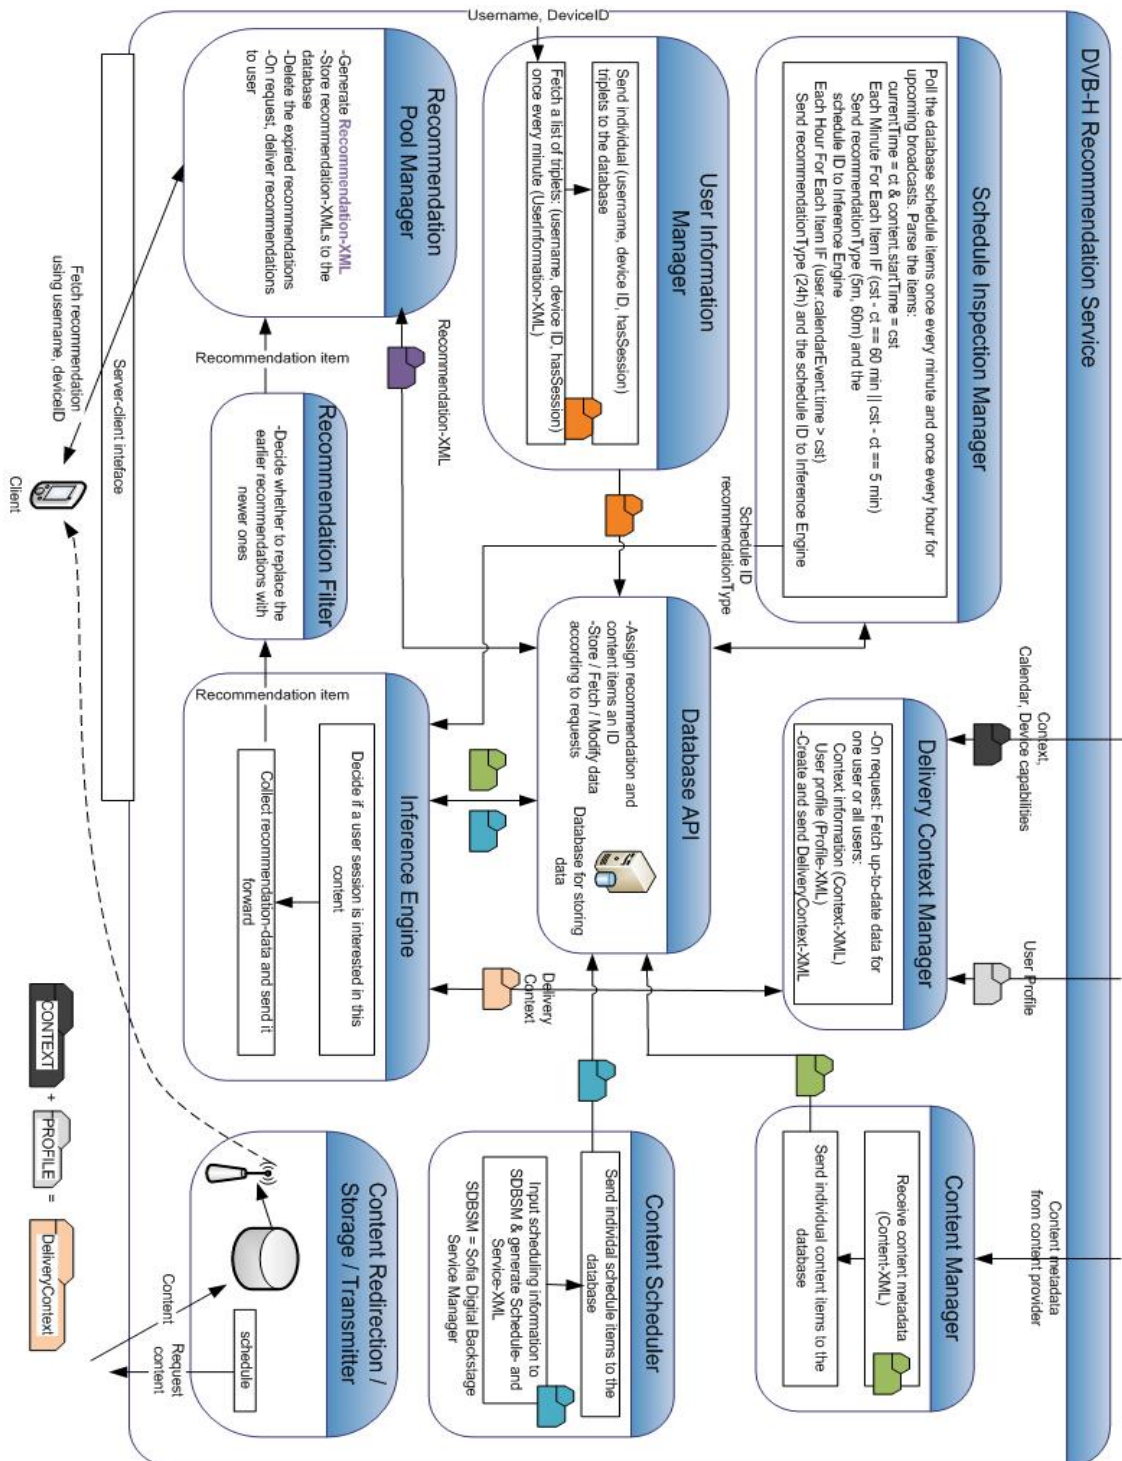 DVB-H Recommendation Service
Schedule Inspection Manager
Poll the database schedule items once every minute and once every hour for
upcoming broadcasts. Parse the items:
currentTime = ct & content.startTime = cst
Each Minute For Each Item IF (cst - ct == 60 min || cst - ct == 5 min)
Send recommendationType (5m, 60m) and the
schedule ID to Inference Engine
Each Hour For Each Item IF (user.calendarEvent.time > cst)
Send recommendationType (24h) and the schedule ID to Inference Engine
Context,
Calendar, Device capabilities
User Profile
Delivery Context Manager
-On request: Fetch up-to-date data for
one user or all users:
Context information (Context-XML)
User profile (Profile-XML)
-Create and send DeliveryContext-XML
Content metadata
from content provider
Content Manager
Receive content metadata
(Content-XML)
Send individual content items to the
database
Username, DeviceID
User Information
Manager
Send individual (username, device ID, hasSession)
triplets to the database
Fetch a list of triplets: (username, device ID, hasSession)
once every minute (UserInformation-XML)
Schedule ID
recommendationType
Database API
-Assign recommendation and
content items an ID
-Store / Fetch / Modify data
according to requests
Database for storing
data
Delivery
Context
Content Scheduler
Send individal schedule items to the
database
Input scheduling information to
SDBSM & generate Schedule- and
Service-XML
SDBSM = Sofia Digital Backstage
Service Manager
Recommendation
Pool Manager
-Generate Recommendation-XML
-Store recommendation-XMLs to the
database
-Delete the expired recommendations
-On request, deliver recommendations
to user
Recommendation-XML
Recommendation item
Recommendation Filter
-Decide whether to replace the
earlier recommendations with
newer ones
Recommendation item
Inference Engine
Decide if a user session is interested in this
content
Collect recommendation-data and send it
forward
Content Redirection /
Storage / Transmitter
schedule
Content
Request
content
Server-client inteface
Fetch recommendation
using username, deviceID
Client
CONTEXT + PROFILE = DeliveryContext